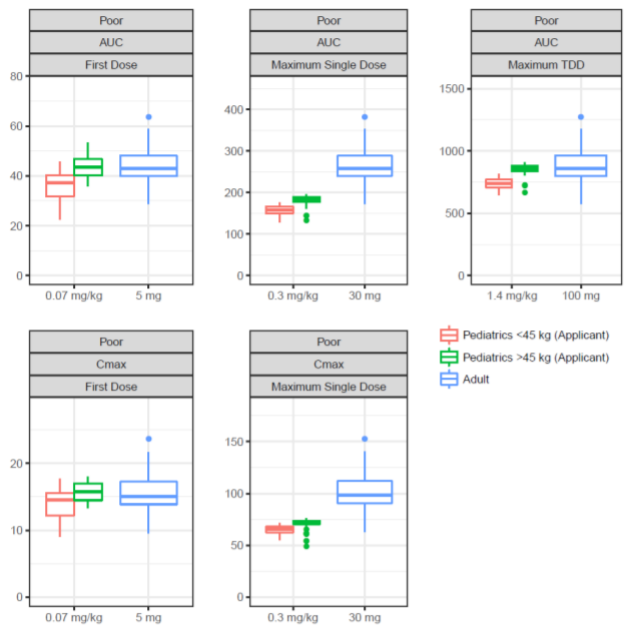 Poor
AUC
First Dose
80
60
40
20
0
0.07 mg/kg 5 mg
Poor
AUC
Maximum Single Dose
400
300
200
100
0
0.3 mg/kg 30 mg
Poor
AUC
Maximum TDD
1500
1000
500
0
1.4 mg/kg 100 mg
Poor
Cmax
First Dose
20
10
0
0.07 mg/kg 5 mg
Poor
Cmax
Maximum Single Dose
150
100
50
0
0.3 mg/kg 30 mg
Pediatrics <45 kg (Applicant)
Pediatrics >45 kg (Applicant)
Adult